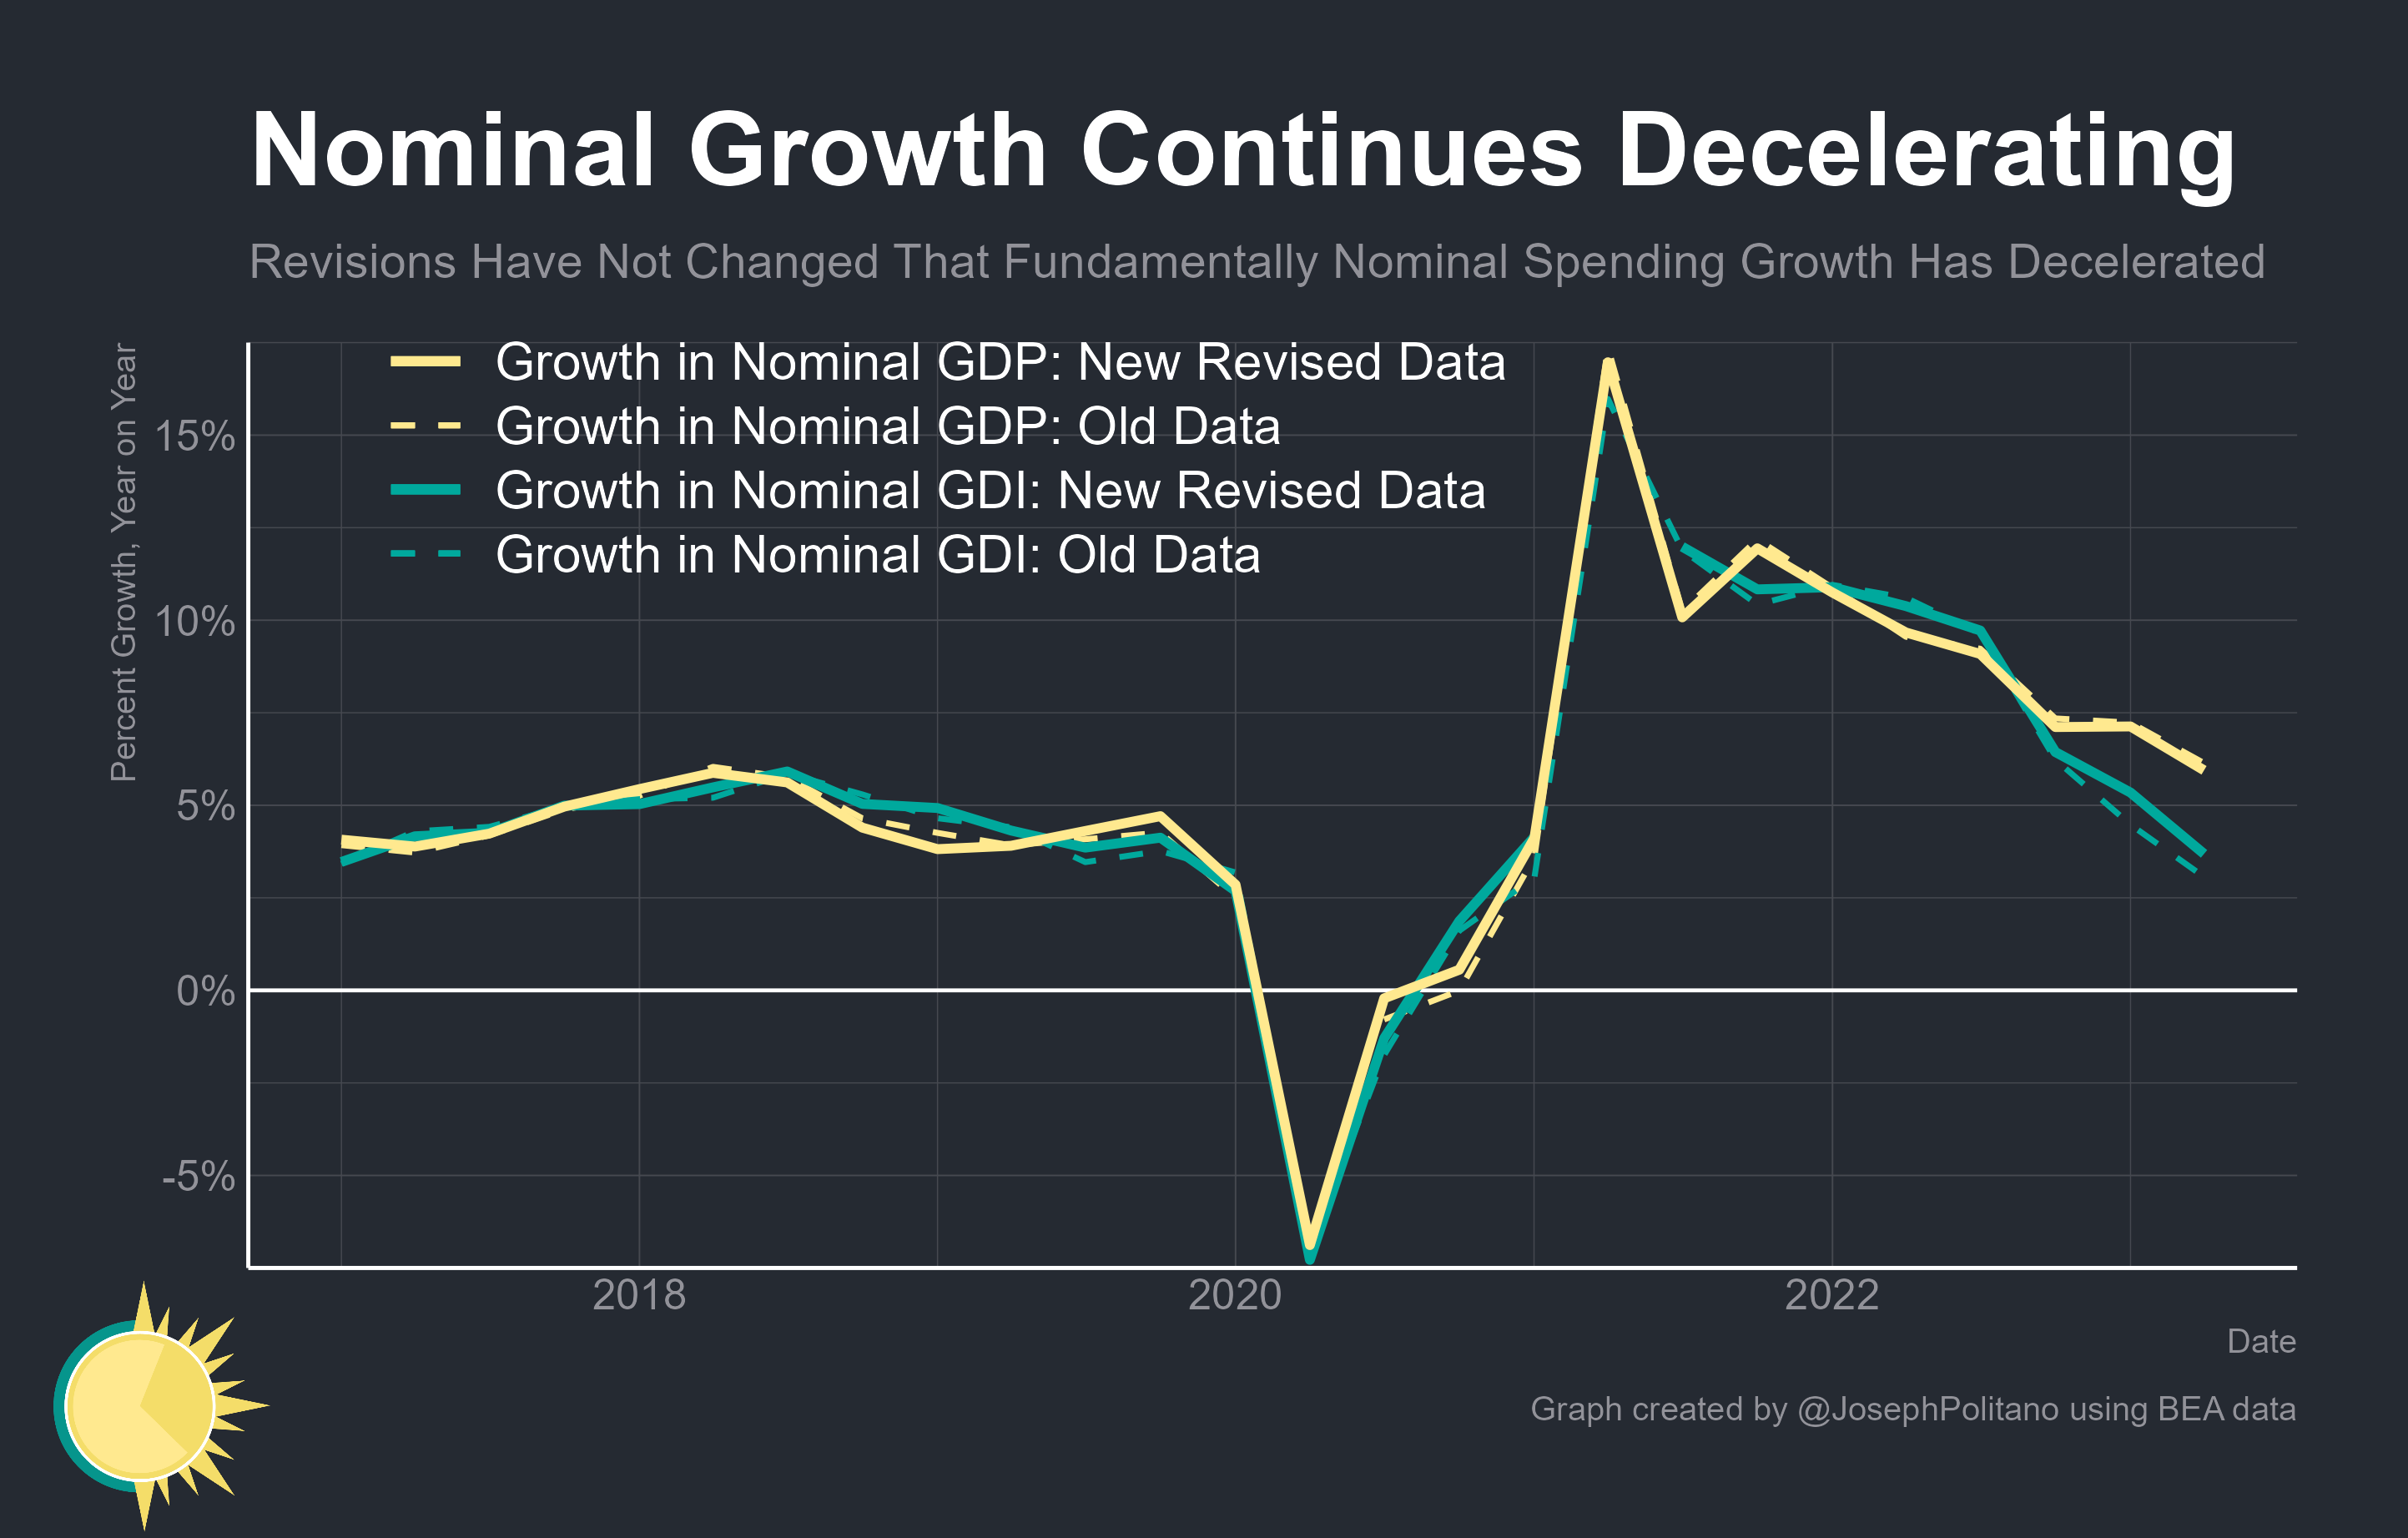 Nominal Growth Continues Decelerating
Revisions Have Not Changed That Fundamentally Nominal Spending Growth Has Decelerated
Percent Growth, Year on Year
Growth in Nominal GDP: New Revised Data
Growth in Nominal GDP: Old Data
Growth in Nominal GDI: New Revised Data
Growth in Nominal GDI: Old Data
15%
10%
5%
0%
-5%
2018 2020 2022
Date
Graph created by @JosephPolitano using BEA data